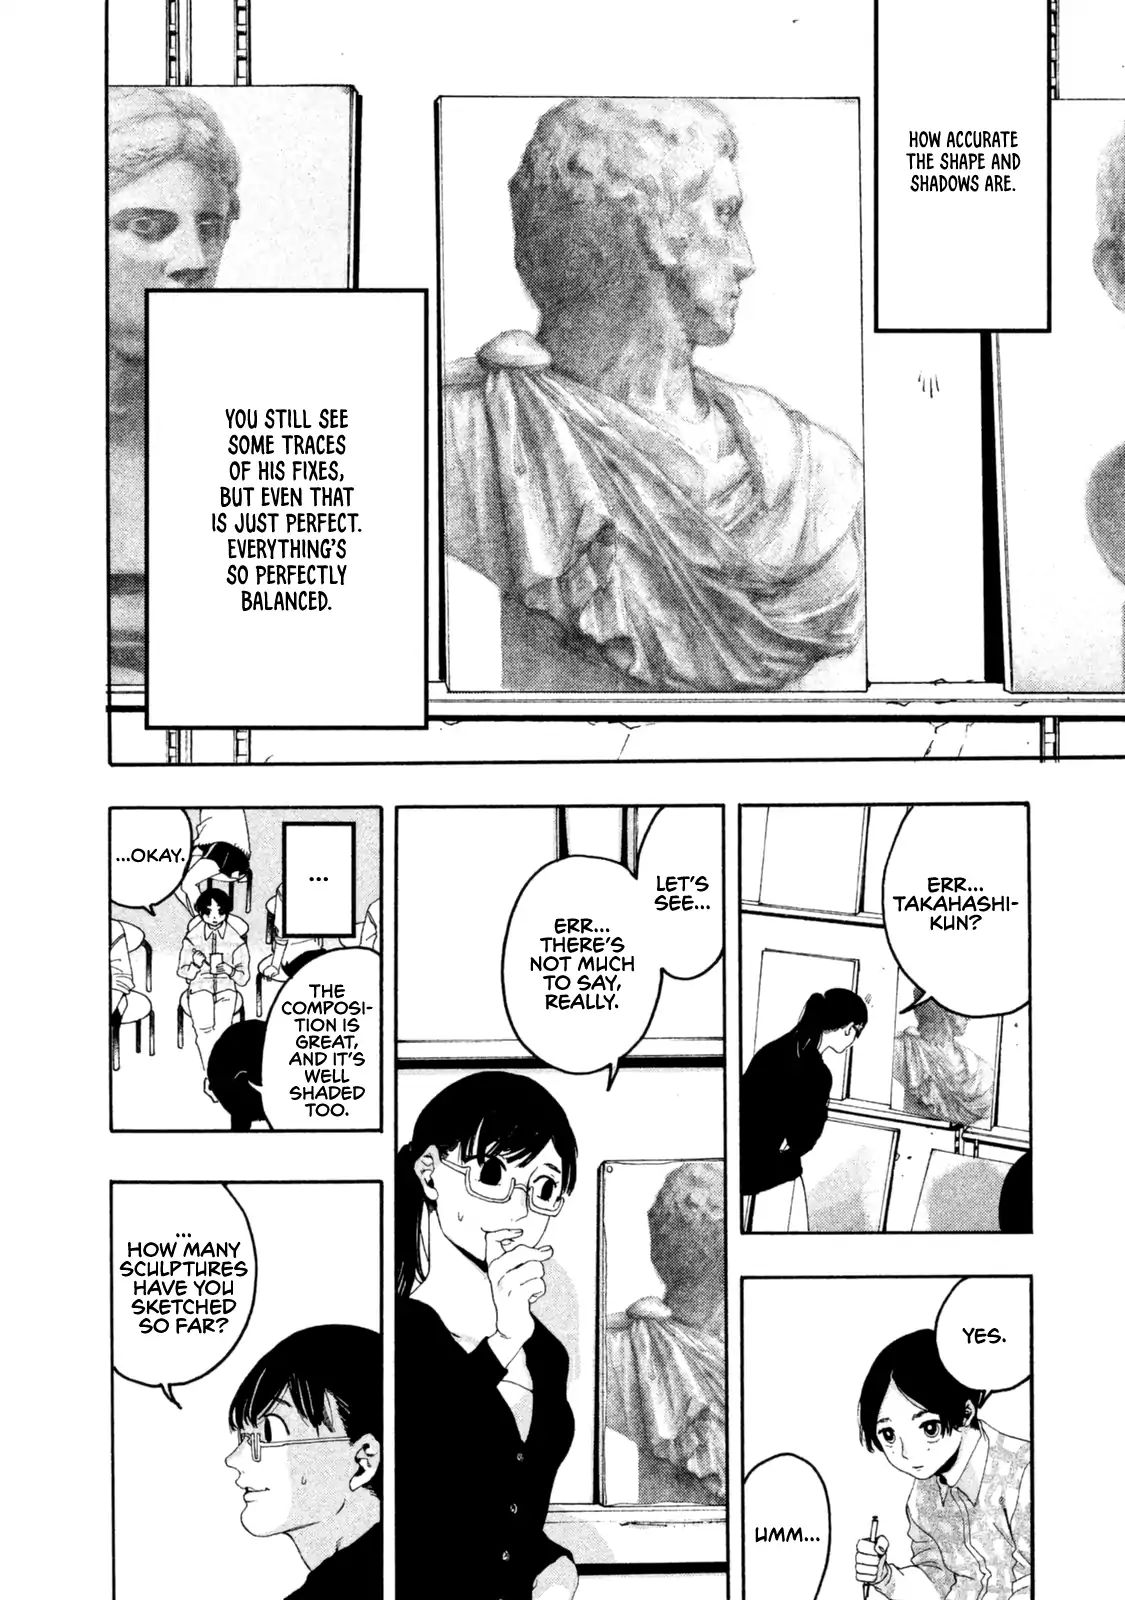 HOW ACCURATE
THE SHAPE AND
SHADOWS ARE.
YOU STILL SEE
SOME TRACES
OF HIS FIXES,
BUT EVEN THAT
IS JUST PERFECT.
EVERYTHING'S
SO PERFECTLY
BALANCED.
ERR...
TAKAHASHI-
KUN?
YES.
UMM...
LET'S
SEE...
ERR...
THERE'S
NOT MUCH
TO SAY,
REALLY.
...
THE
COMPOSI-
TION IS
GREAT,
AND IT'S
WELL
SHADED
TOO.
...OKAY.
...
HOW MANY
SCULPTURES
HAVE YOU
SKETCHED
SO FAR?